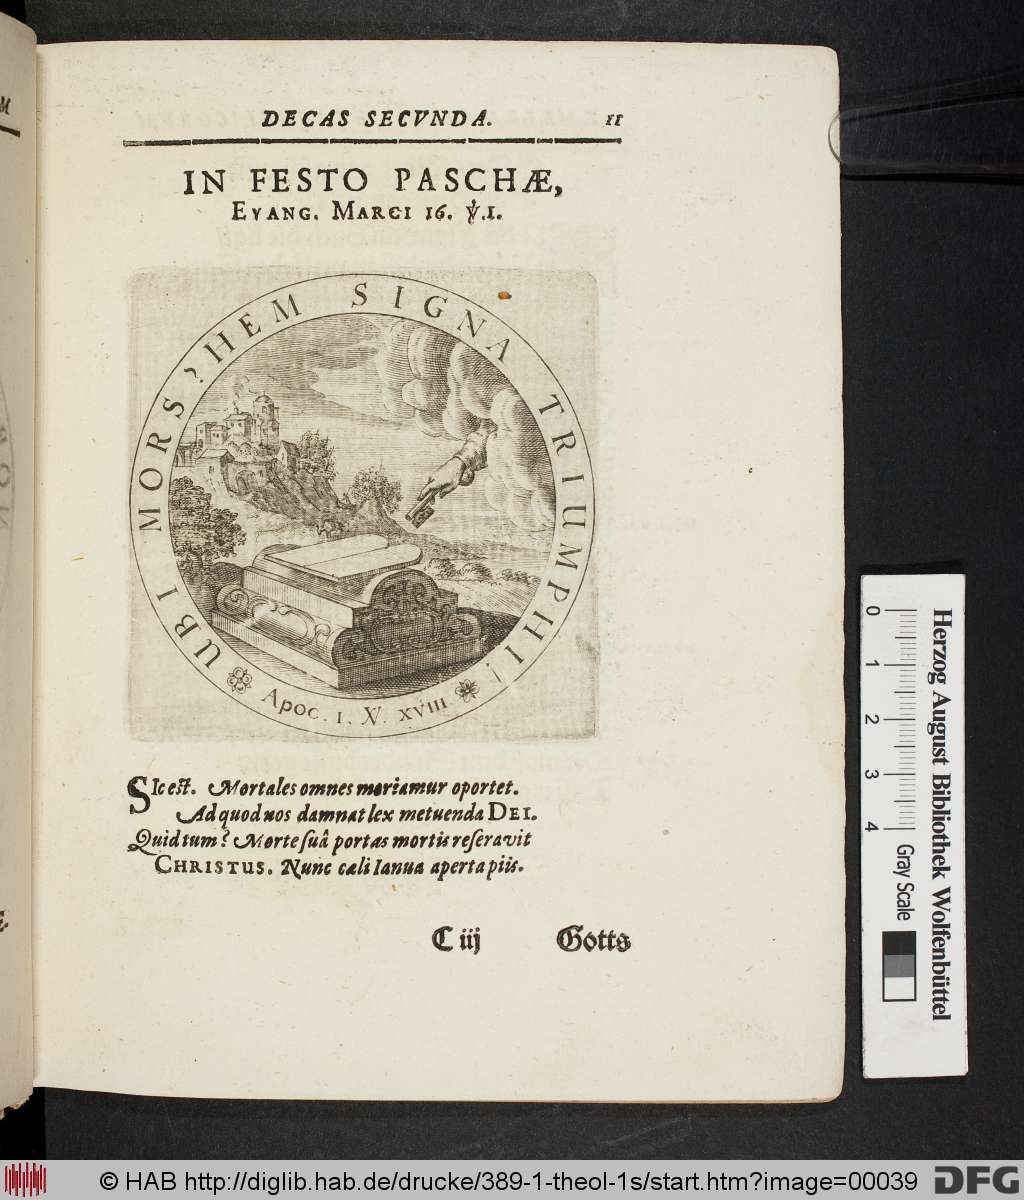 DECAS SECVNDA. 11
IN FESTO PASCHÆ,
EVANG. MARCI 16. ℣.1.
UBI MORS? HEM SIGNA TRIUMPHI!
Apoc. I. V. XVIII
SIc est. Mortales omnes moriamur oportet.
Ad quod nos damnat lex metuenda DEI.
Quid tum? Morte suâ portas mortis reseravit
CHRISTUS. Nunc cæli Ianua aperta piis.
C iij Gotts
0 1 2 3 4
Gray Scale
Herzog August Bibliothek Wolfenbüttel
© HAB http://diglib.hab.de/drucke/389-1-theol-1s/start.htm?image=00039
DFG